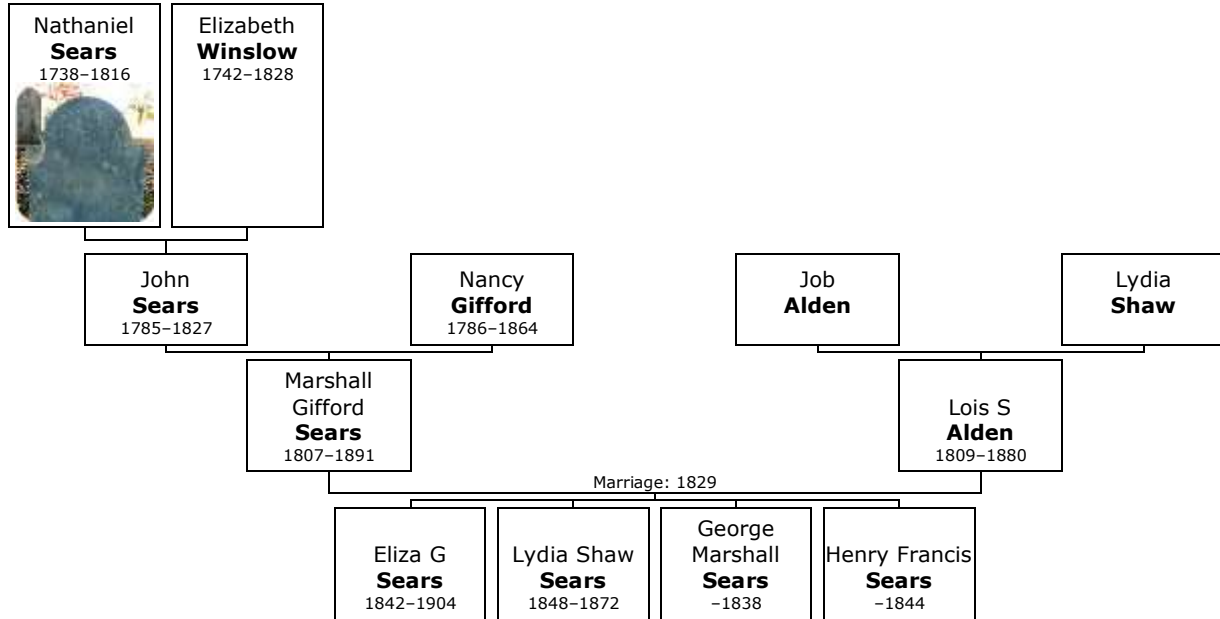 Nathaniel
Sears
1738–1816
Elizabeth
Winslow
1742–1828
John
Sears
1785–1827
Nancy
Gifford
1786–1864
Job
Alden
Lydia
Shaw
Marshall
Gifford
Sears
1807–1891
Lois S
Alden
1809–1880
Marriage: 1829
Eliza G
Sears
1842–1904
Lydia Shaw
Sears
1848–1872
George
Marshall
Sears
–1838
Henry Francis
Sears
–1844